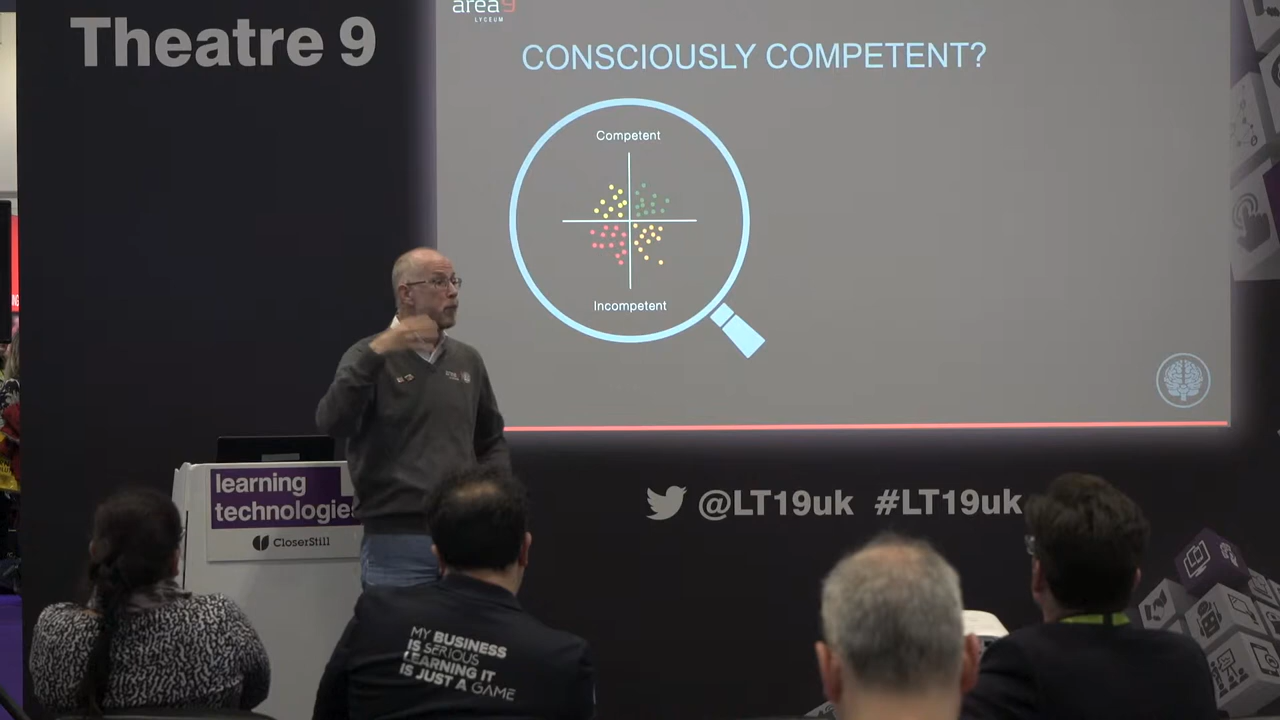 Theatre 9
area9
LYCEUM
CONSCIOUSLY COMPETENT?
Competent
Incompetent
learning
technologies
CloserStill
@LT19uk #LT19uk
MY BUSINESS
IS SERIOUS
LEARNING IT
IS JUST A GAME